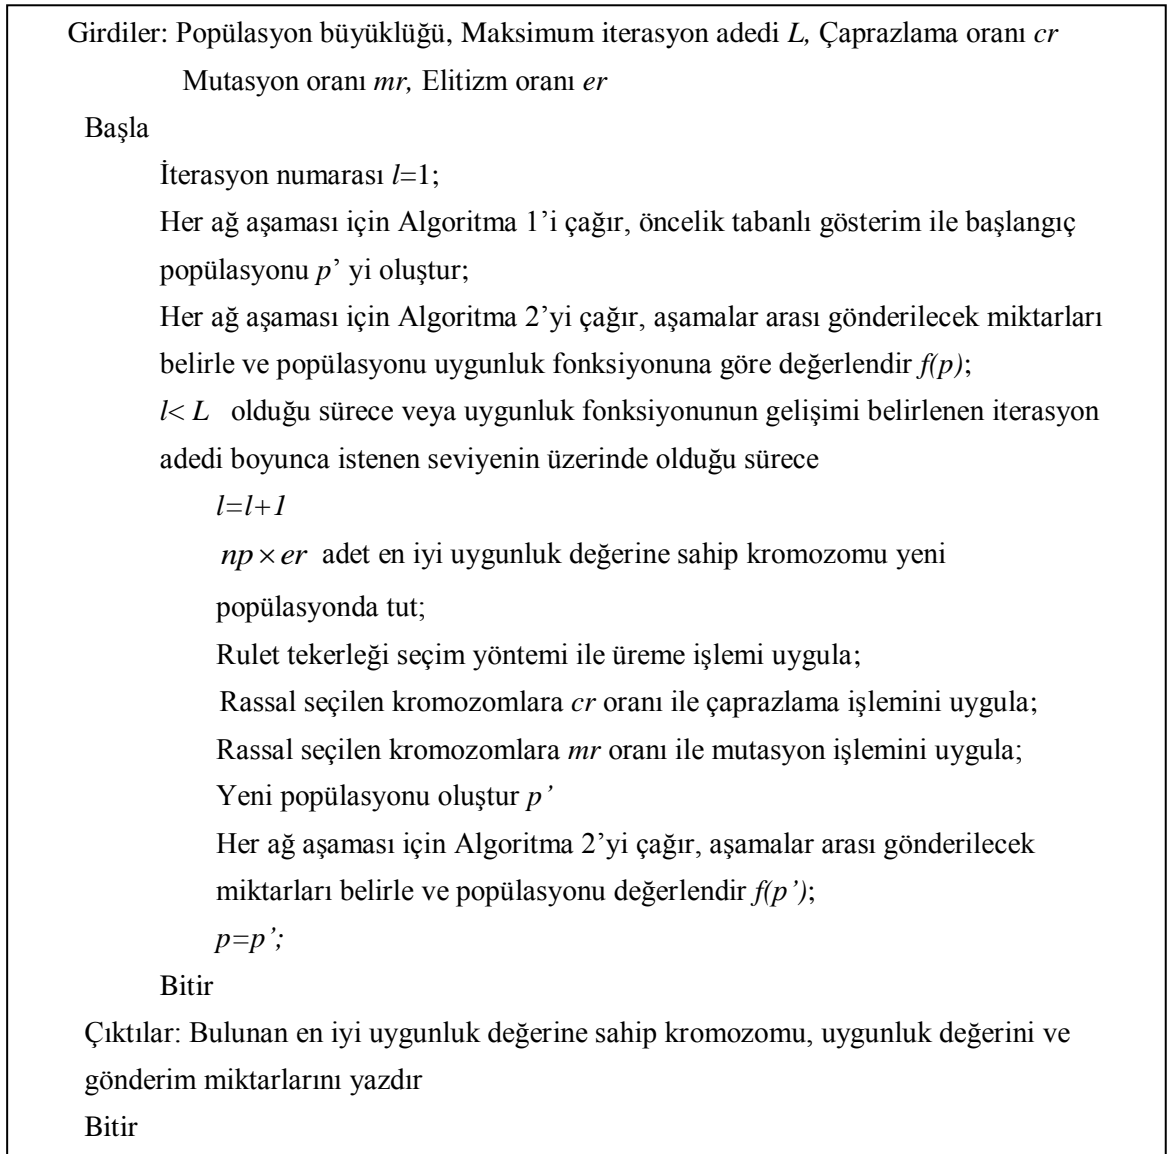 Girdiler: Popülasyon büyüklüğü, Maksimum iterasyon adedi L, Çaprazlama oranı cr
Mutasyon oranı mr, Elitizm oranı er
Başla
İterasyon numarası l=1;
Her ağ aşaması için Algoritma 1’i çağır, öncelik tabanlı gösterim ile başlangıç
popülasyonu p’ yi oluştur;
Her ağ aşaması için Algoritma 2’yi çağır, aşamalar arası gönderilecek miktarları
belirle ve popülasyonu uygunluk fonksiyonuna göre değerlendir f(p);
l< L olduğu sürece veya uygunluk fonksiyonunun gelişimi belirlenen iterasyon
adedi boyunca istenen seviyenin üzerinde olduğu sürece
l=l+1
np × er adet en iyi uygunluk değerine sahip kromozomu yeni
popülasyonda tut;
Rulet tekerleği seçim yöntemi ile üreme işlemi uygula;
Rassal seçilen kromozomlara cr oranı ile çaprazlama işlemini uygula;
Rassal seçilen kromozomlara mr oranı ile mutasyon işlemini uygula;
Yeni popülasyonu oluştur p’
Her ağ aşaması için Algoritma 2’yi çağır, aşamalar arası gönderilecek
miktarları belirle ve popülasyonu değerlendir f(p’);
p=p’;
Bitir
Çıktılar: Bulunan en iyi uygunluk değerine sahip kromozomu, uygunluk değerini ve
gönderim miktarlarını yazdır
Bitir